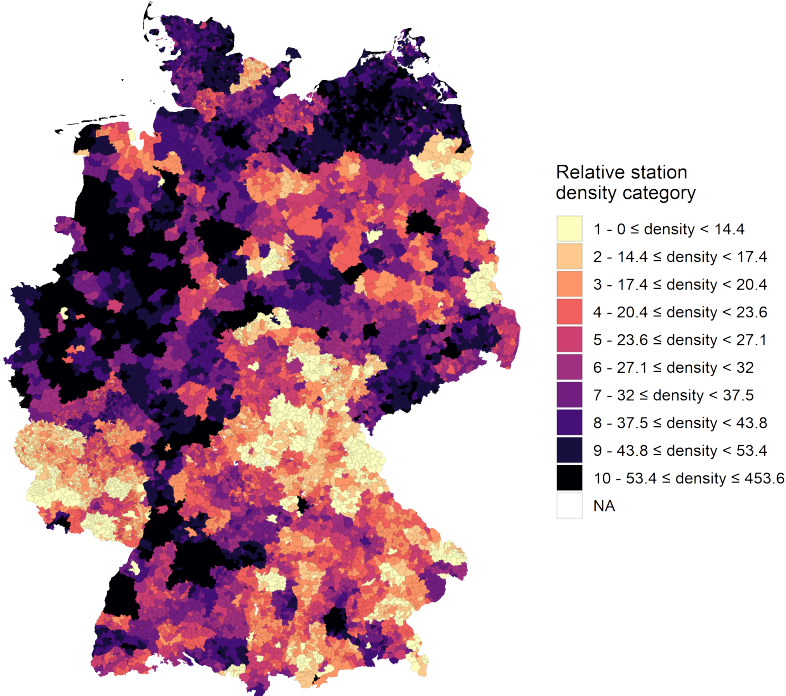 Relative station
density category
1 - 0 ≤ density < 14.4
2 - 14.4 ≤ density < 17.4
3 - 17.4 ≤ density < 20.4
4 - 20.4 ≤ density < 23.6
5 - 23.6 ≤ density < 27.1
6 - 27.1 ≤ density < 32
7 - 32 ≤ density < 37.5
8 - 37.5 ≤ density < 43.8
9 - 43.8 ≤ density < 53.4
10 - 53.4 ≤ density ≤ 453.6
NA